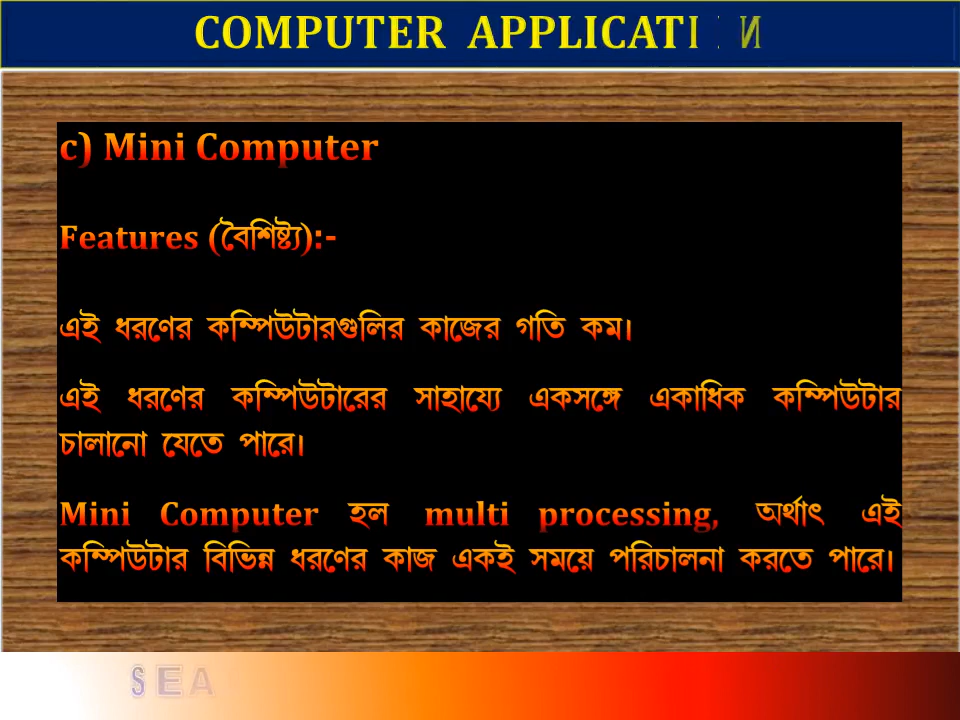 COMPUTER APPLICATI N
c) Mini Computer
Features (বৈশিষ্ট্য):-
এই ধরণের কম্পিউটারগুলির কাজের গতি কম।
এই ধরণের কম্পিউটারের সাহায্যে একসঙ্গে একাধিক কম্পিউটার
চালানো যেতে পারে।
Mini Computer হল multi processing, অর্থাৎ এই
কম্পিউটার বিভিন্ন ধরণের কাজ একই সময়ে পরিচালনা করতে পারে।
SEA